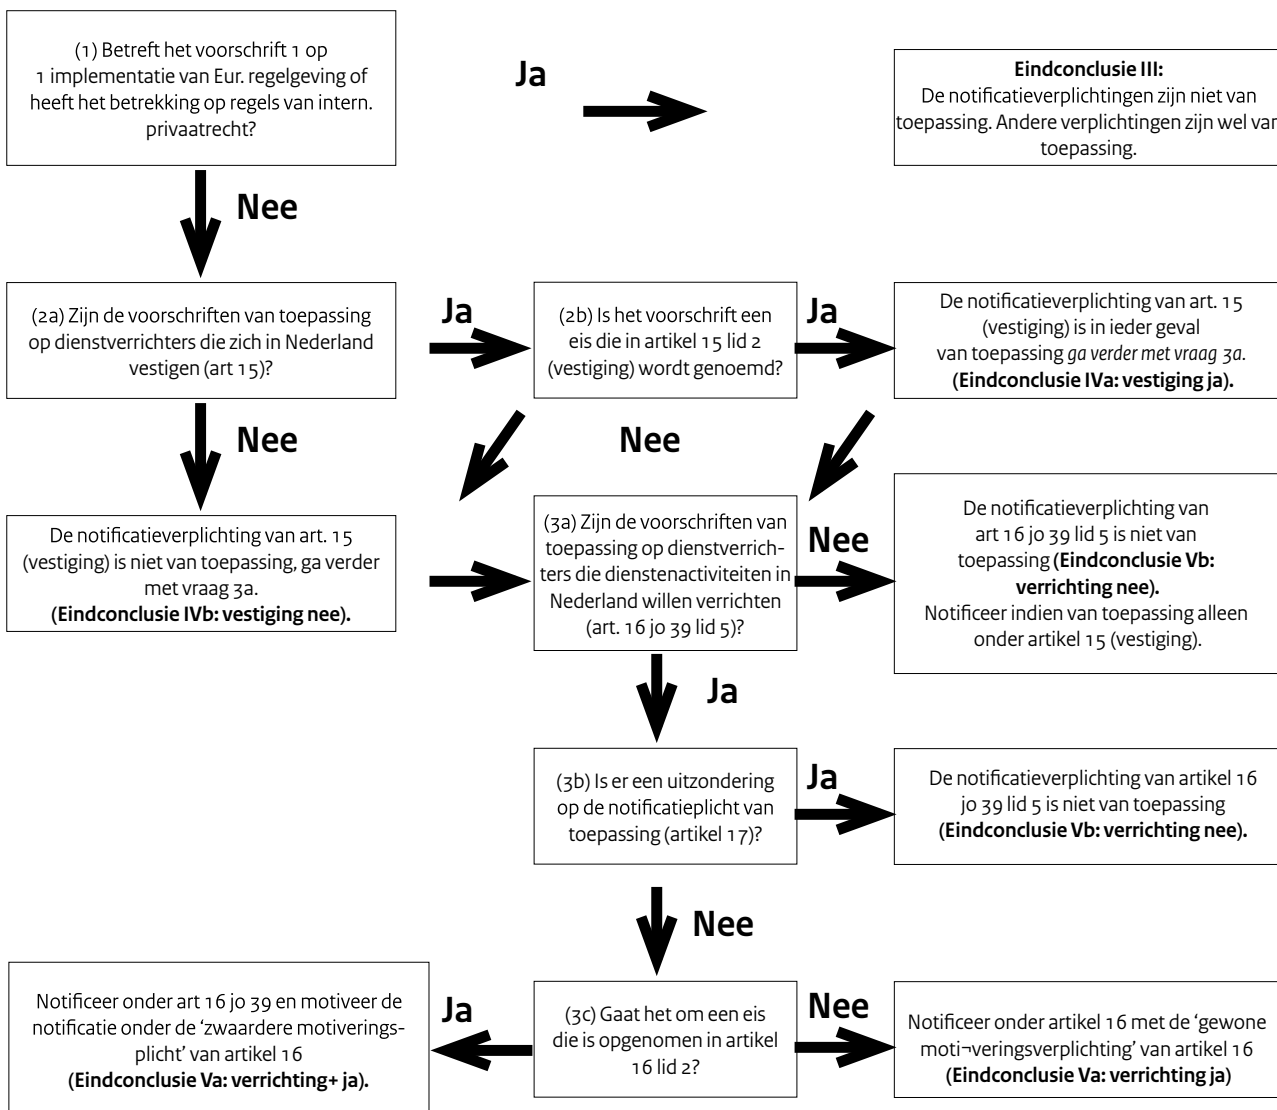 (1) Betreft het voorschrift 1 op
1 implementatie van Eur. regelgeving of
heeft het betrekking op regels van intern.
privaatrecht?
Ja
Eindconclusie III:
De notificatieverplichtingen zijn niet van
toepassing. Andere verplichtingen zijn wel van
toepassing.
Nee
(2a) Zijn de voorschriften van toepassing
op dienstverrichters die zich in Nederland
vestigen (art 15)?
Ja
(2b) Is het voorschrift een
eis die in artikel 15 lid 2
(vestiging) wordt genoemd?
Ja
De notificatieverplichting van art. 15
(vestiging) is in ieder geval
van toepassing ga verder met vraag 3a.
(Eindconclusie IVa: vestiging ja).
Nee
Nee
De notificatieverplichting van art. 15
(vestiging) is niet van toepassing, ga verder
met vraag 3a.
(Eindconclusie IVb: vestiging nee).
(3a) Zijn de voorschriften van
toepassing op dienstverrich-
ters die dienstenactiviteiten in
Nederland willen verrichten
(art. 16 jo 39 lid 5)?
Nee
De notificatieverplichting van
art 16 jo 39 lid 5 is niet van
toepassing (Eindconclusie Vb:
verrichting nee).
Notificeer indien van toepassing alleen
onder artikel 15 (vestiging).
Ja
(3b) Is er een uitzondering
op de notificatieplicht van
toepassing (artikel 17)?
Ja
De notificatieverplichting van artikel 16
jo 39 lid 5 is niet van toepassing
(Eindconclusie Vb: verrichting nee).
Nee
Notificeer onder art 16 jo 39 en motiveer de
notificatie onder de ‘zwaardere motiverings-
plicht’ van artikel 16
(Eindconclusie Va: verrichting+ ja).
Ja
(3c) Gaat het om een eis
die is opgenomen in artikel
16 lid 2?
Nee
Notificeer onder artikel 16 met de ‘gewone
moti¬veringsverplichting’ van artikel 16
(Eindconclusie Va: verrichting ja)